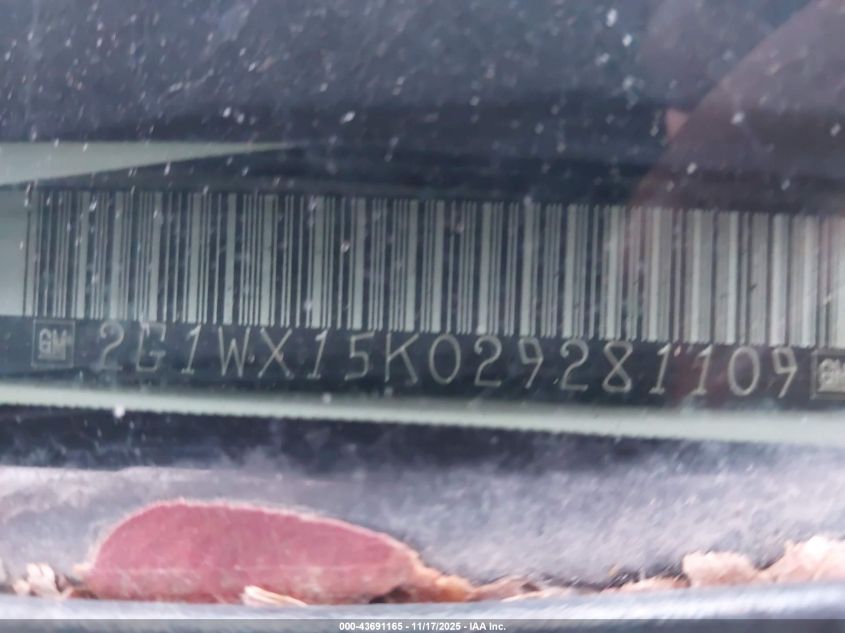 GM 2G1WX15K029281109 GM
000-43691165 - 11/17/2025 - IAA Inc.